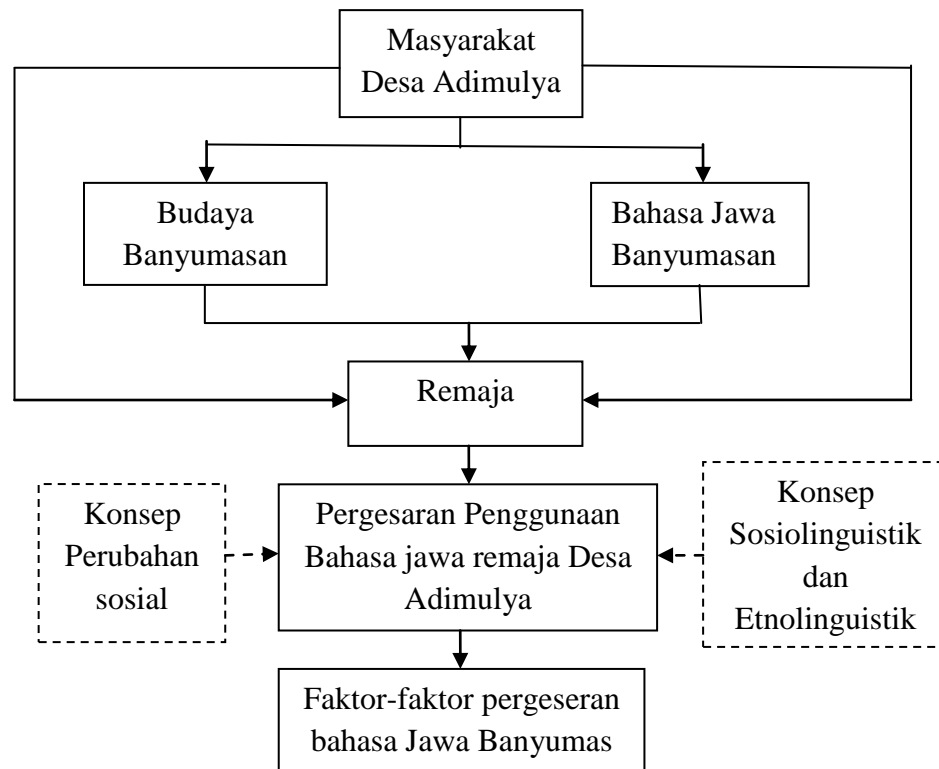 Masyarakat
Desa Adimulya
Budaya
Banyumasan
Bahasa Jawa
Banyumasan
Remaja
Konsep
Perubahan
sosial
Pergesaran Penggunaan
Bahasa jawa remaja Desa
Adimulya
Konsep
Sosiolinguistik
dan
Etnolinguistik
Faktor-faktor pergeseran
bahasa Jawa Banyumas